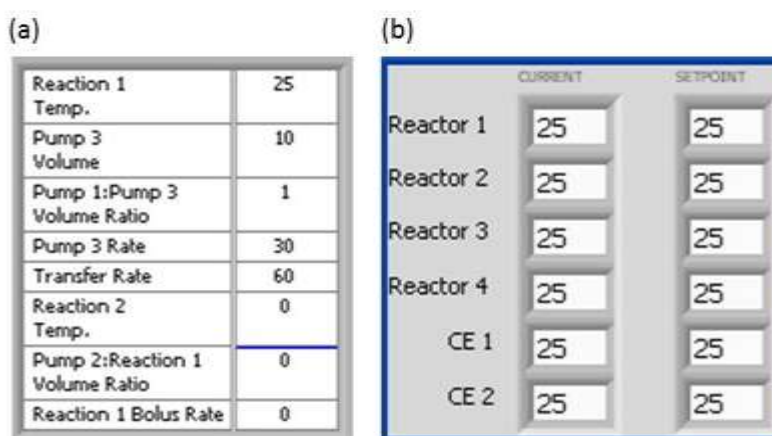 (a)
Reaction 1 25
Temp.
Pump 3 10
Volume
Pump 1:Pump 3 1
Volume Ratio
Pump 3 Rate 30
Transfer Rate 60
Reaction 2 0
Temp.
Pump 2:Reaction 1 0
Volume Ratio
Reaction 1 Bolus Rate 0
(b)
CURRENT SETPOINT
Reactor 1 25 25
Reactor 2 25 25
Reactor 3 25 25
Reactor 4 25 25
CE 1 25 25
CE 2 25 25